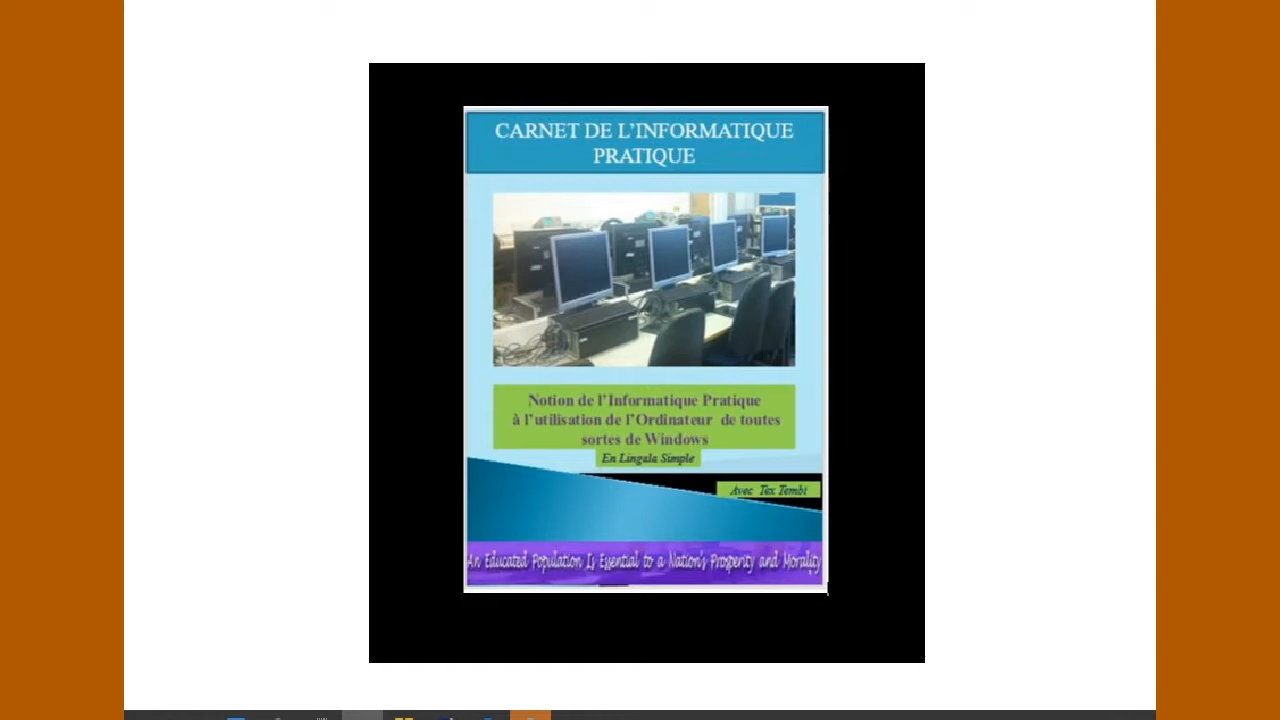 CARNET DE L'INFORMATIQUE
PRATIQUE
Notion de l'Informatique Pratique
à l'utilisation de l'Ordinateur de toutes
sortes de Windows
En Lingala Simple
Avec Tex Tembi
An Educated Population Is Essential to a Nation's Prosperity and Morality